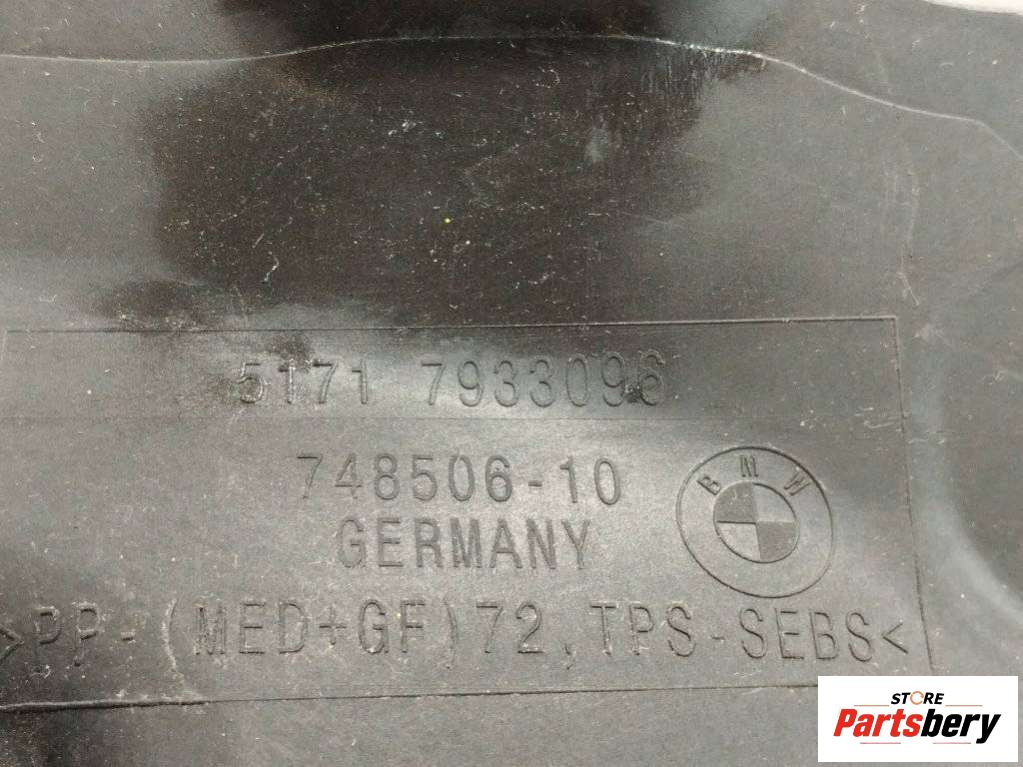 5171 7933096
748506-10
GERMANY
BMW
>PP-(MED+GF)72,TPS-SEBS<
STORE
Partsbery